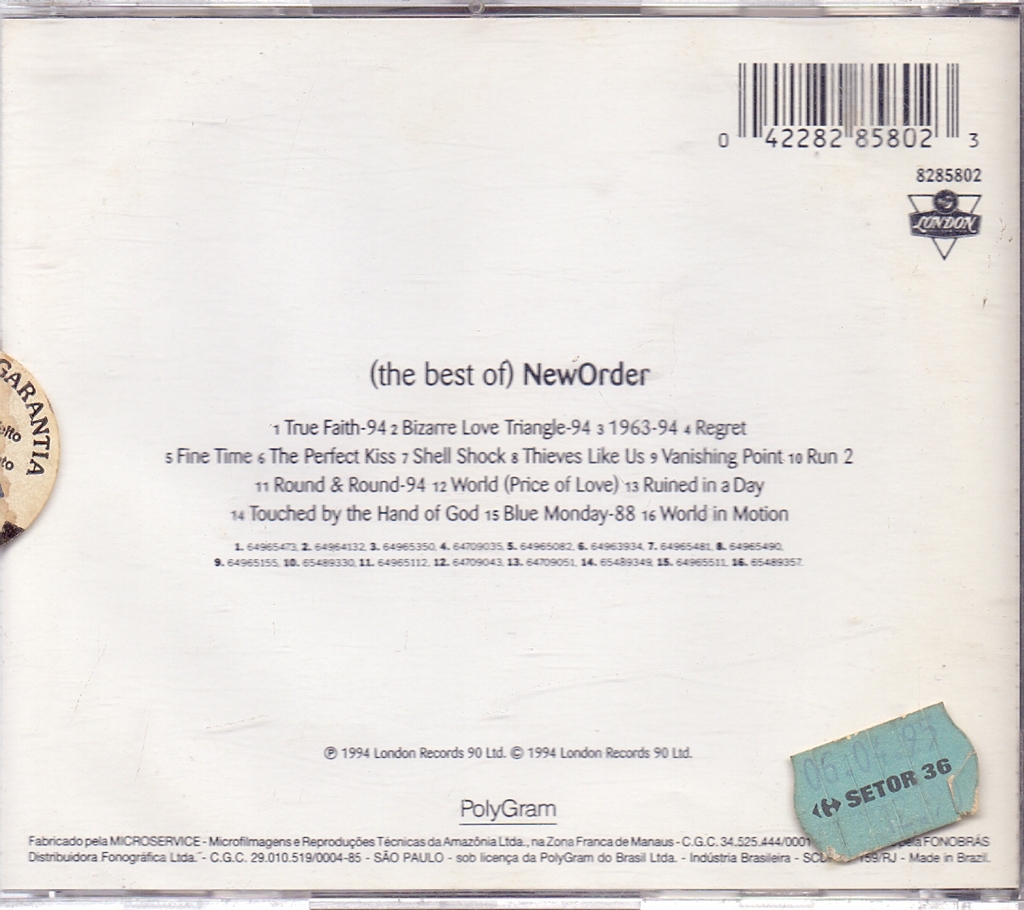 0 42282 85802 3
8285802
LONDON
(the best of) NewOrder
1 True Faith-94 2 Bizarre Love Triangle-94 3 1963-94 4 Regret
5 Fine Time 6 The Perfect Kiss 7 Shell Shock 8 Thieves Like Us 9 Vanishing Point 10 Run 2
11 Round & Round-94 12 World (Price of Love) 13 Ruined in a Day
14 Touched by the Hand of God 15 Blue Monday-88 16 World in Motion
1. 64965473, 2. 64964132, 3. 64965350, 4. 64709035, 5. 64965082, 6. 64963934, 7. 64965481, 8. 64965490,
9. 64965155, 10. 65489330, 11. 64965112, 12. 64709043, 13. 64709051, 14. 65489349, 15. 64965511, 16. 65489357.
GARANTIA
℗ 1994 London Records 90 Ltd. © 1994 London Records 90 Ltd.
SETOR 36
PolyGram
Fabricado pela MICROSERVICE - Microfilmagens e Reproduções Técnicas da Amazônia Ltda., na Zona Franca de Manaus - C.G.C. 34.525.444/0001 pela FONOBRÁS
Distribuidora Fonográfica Ltda. - C.G.C. 29.010.519/0004-85 - SÃO PAULO - sob licença da PolyGram do Brasil Ltda. - Indústria Brasileira - 159/RJ - Made in Brazil.